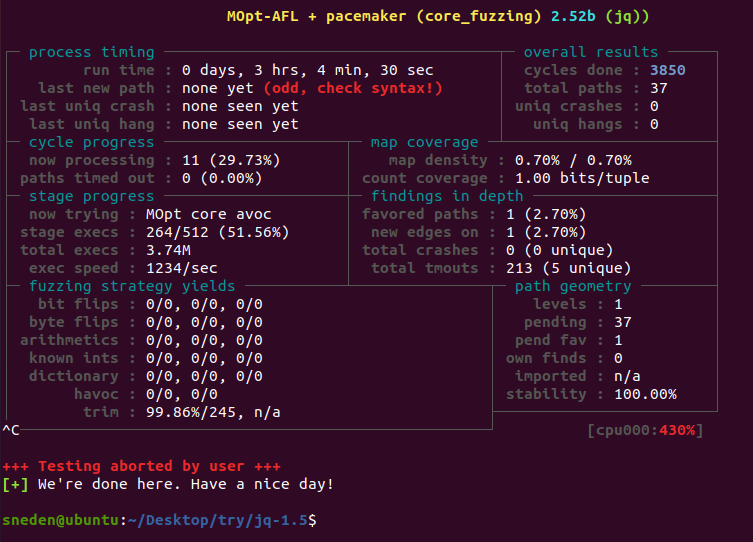 MOpt-AFL + pacemaker (core_fuzzing) 2.52b (jq))
process timing overall results
run time : 0 days, 3 hrs, 4 min, 30 sec cycles done : 3850
last new path : none yet (odd, check syntax!) total paths : 37
last uniq crash : none seen yet uniq crashes : 0
last uniq hang : none seen yet uniq hangs : 0
cycle progress map coverage
now processing : 11 (29.73%) map density : 0.70% / 0.70%
paths timed out : 0 (0.00%) count coverage : 1.00 bits/tuple
stage progress findings in depth
now trying : MOpt core avoc favored paths : 1 (2.70%)
stage execs : 264/512 (51.56%) new edges on : 1 (2.70%)
total execs : 3.74M total crashes : 0 (0 unique)
exec speed : 1234/sec total tmouts : 213 (5 unique)
fuzzing strategy yields path geometry
bit flips : 0/0, 0/0, 0/0 levels : 1
byte flips : 0/0, 0/0, 0/0 pending : 37
arithmetics : 0/0, 0/0, 0/0 pend fav : 1
known ints : 0/0, 0/0, 0/0 own finds : 0
dictionary : 0/0, 0/0, 0/0 imported : n/a
havoc : 0/0, 0/0 stability : 100.00%
trim : 99.86%/245, n/a
^C [cpu000:430%]
+++ Testing aborted by user +++
[+] We're done here. Have a nice day!
sneden@ubuntu:~/Desktop/try/jq-1.5$